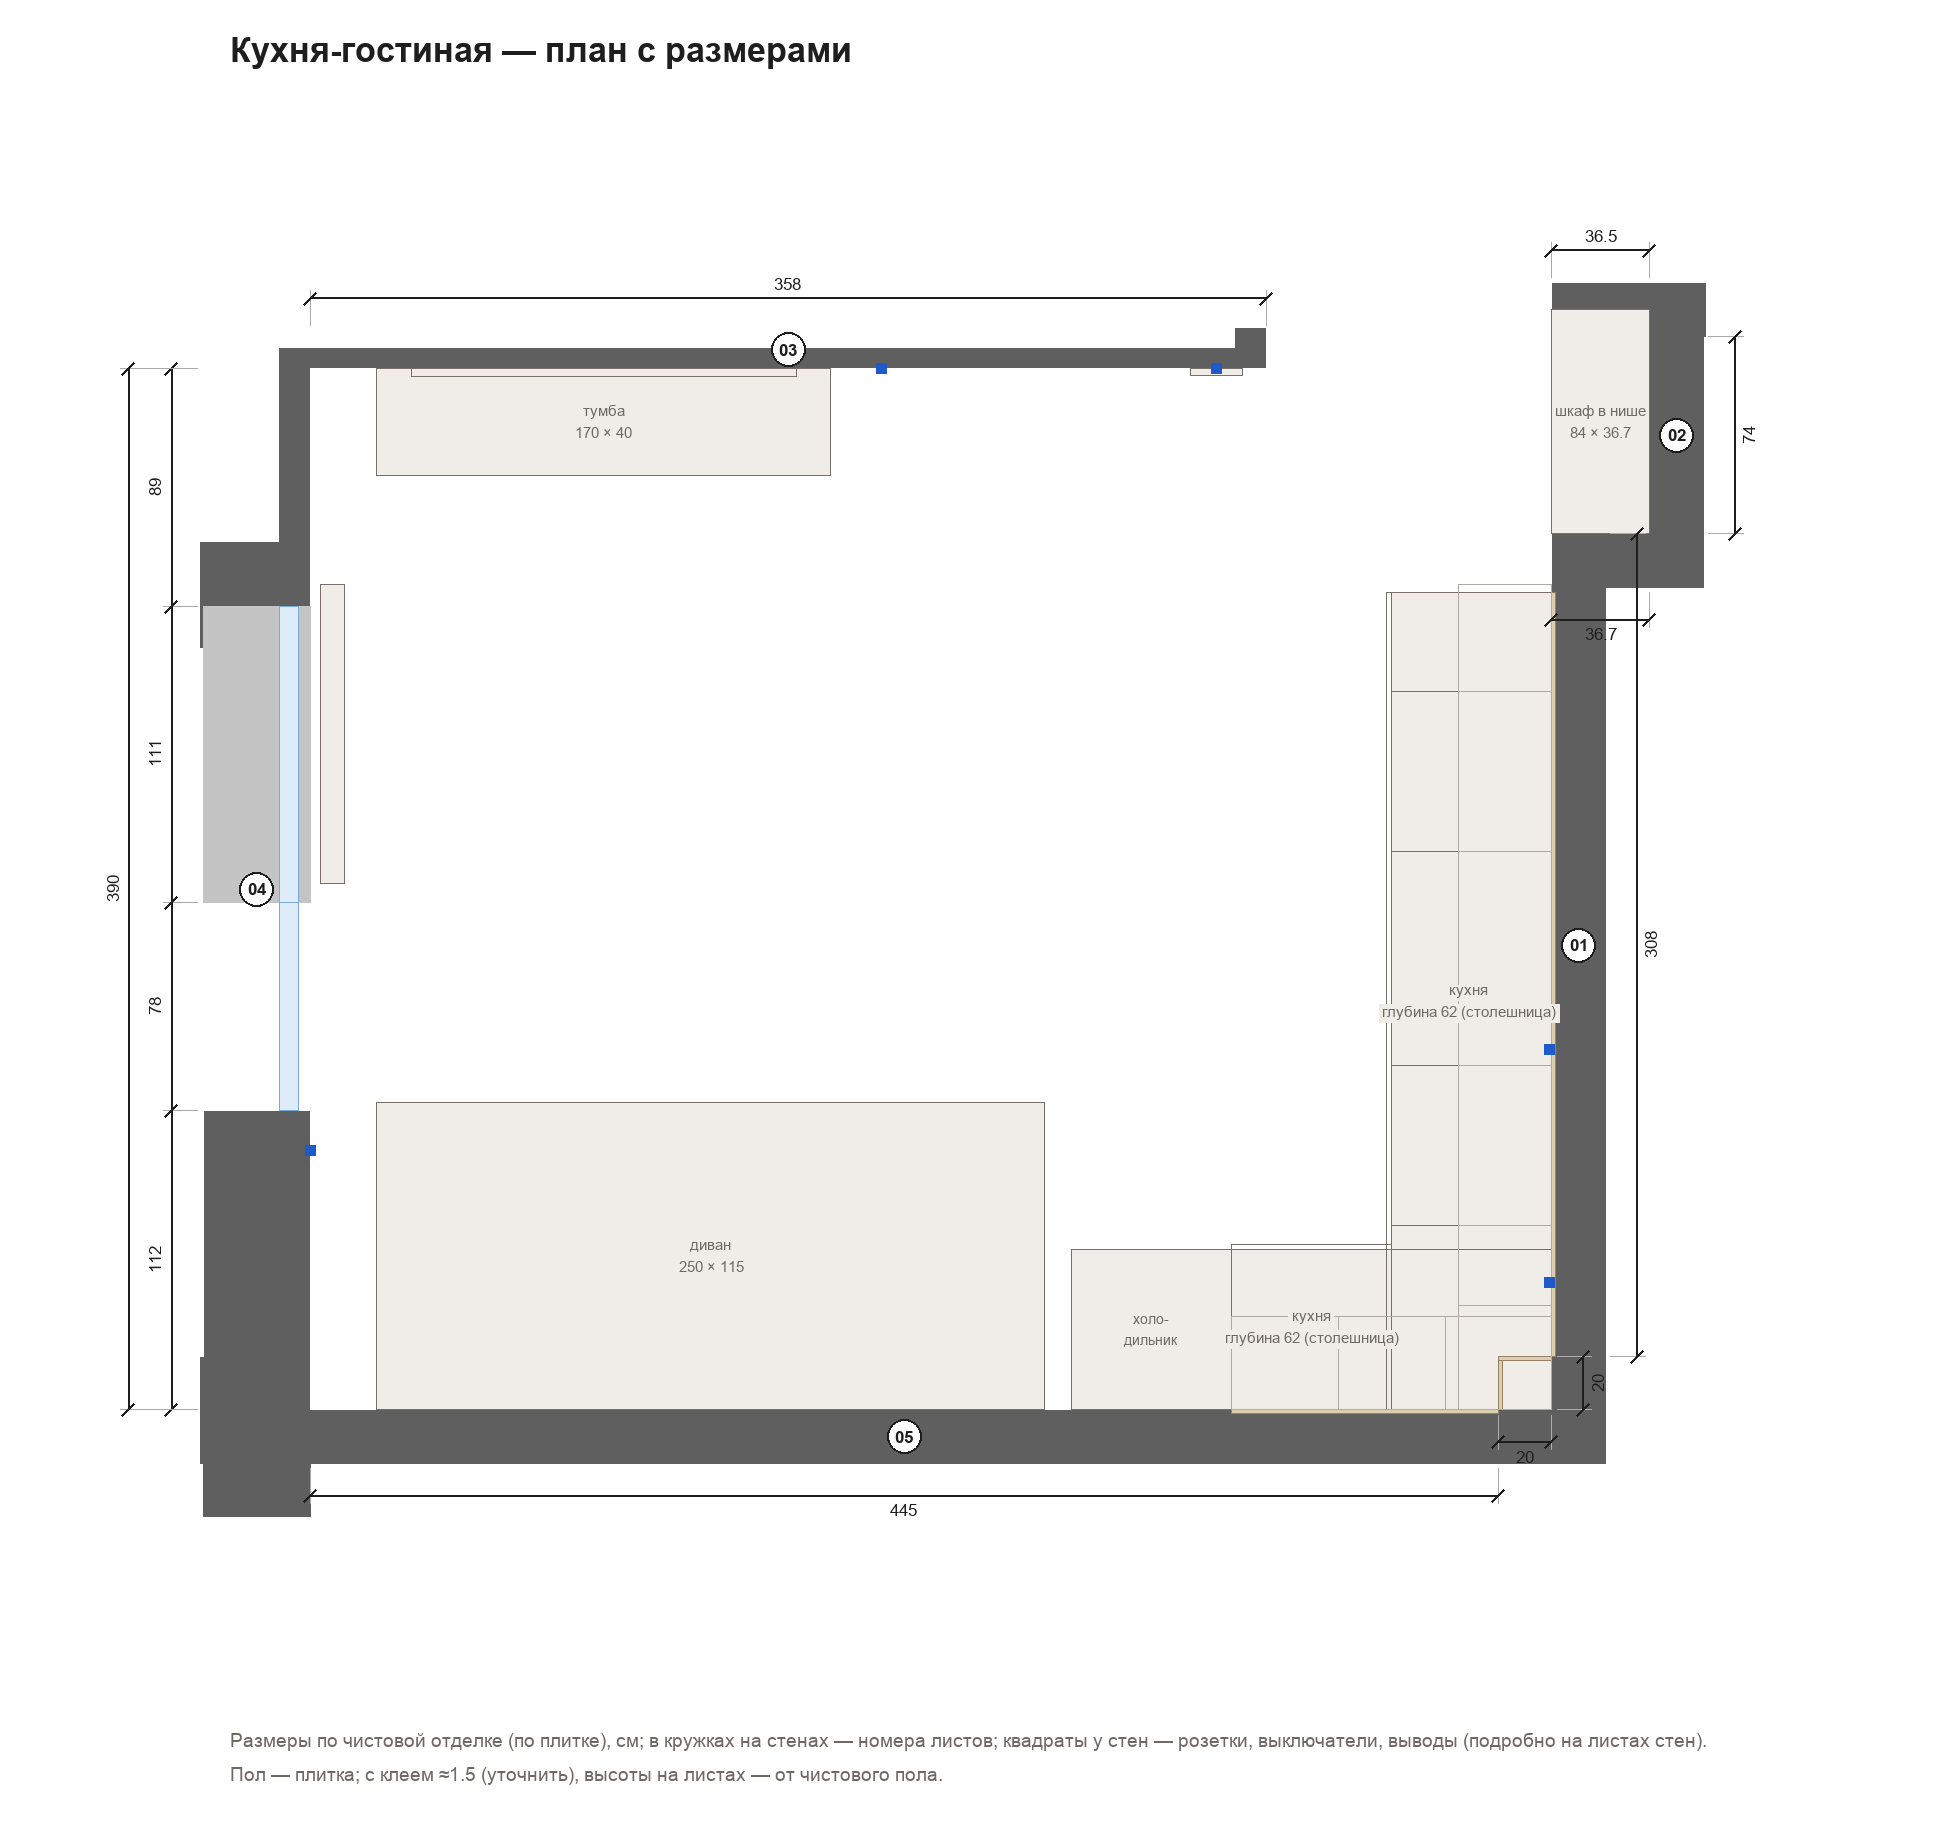 Кухня-гостиная — план с размерами
36.5
358
03
тумба
170 × 40
шкаф в нише
84 × 36.7
02
74
89
36.7
111
390
04
01
308
кухня
глубина 62 (столешница)
78
112
диван
250 × 115
холо-
дильник
кухня
глубина 62 (столешница)
20
05
20
445
Размеры по чистовой отделке (по плитке), см; в кружках на стенах — номера листов; квадраты у стен — розетки, выключатели, выводы (подробно на листах стен).
Пол — плитка; с клеем ≈1.5 (уточнить), высоты на листах — от чистового пола.